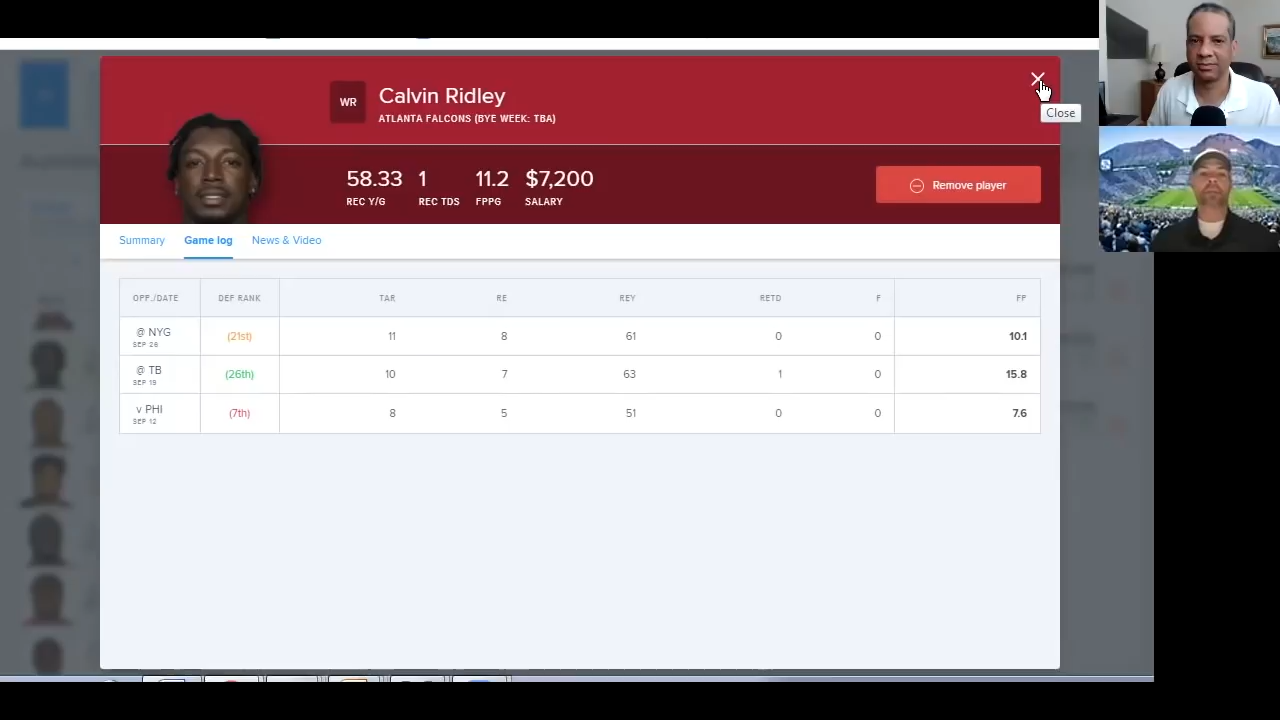 WR
Calvin Ridley
ATLANTA FALCONS (BYE WEEK: TBA)
Close
58.33 1 11.2 $7,200
REC Y/G REC TDS FPPG SALARY
Remove player
Summary Game log News & Video
OPP./DATE DEF RANK TAR RE REY RETD F FP
@ NYG (21st) 11 8 61 0 0 10.1
SEP 26
@ TB (26th) 10 7 63 1 0 15.8
SEP 19
v PHI (7th) 8 5 51 0 0 7.6
SEP 12